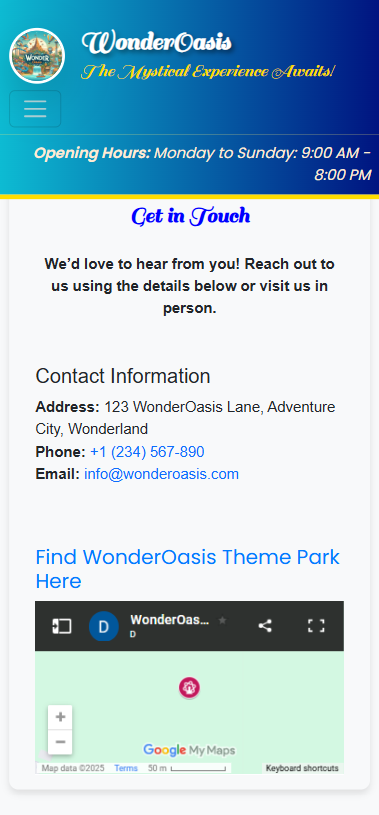 WONDER
WonderOasis
The Mystical Experience Awaits!
Opening Hours: Monday to Sunday: 9:00 AM -
8:00 PM
Get in Touch
We’d love to hear from you! Reach out to
us using the details below or visit us in
person.
Contact Information
Address: 123 WonderOasis Lane, Adventure
City, Wonderland
Phone: +1 (234) 567-890
Email: info@wonderoasis.com
Find WonderOasis Theme Park
Here
D
WonderOas...
D
Google My Maps
Map data ©2025 Terms 50 m Keyboard shortcuts